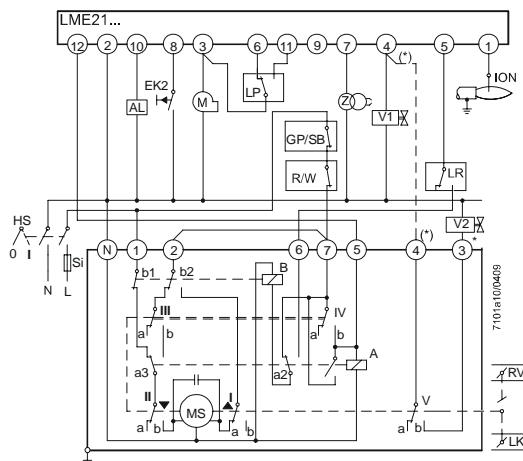 LME21...
12 2 10 8 3 6 11 9 7 4 (*) 5 1
EK2
ION
AL
M
LP
Z
V1
GP/SB
R/W
LR
HS
0 I
Si
N L
V2
N 1 2 6 7 5 4 (*) 3 *
b1 b2 B
III IV
a b a b
A
a3 a2
II I V
MS
a b a b a b
RV
LK
7101a10/0409